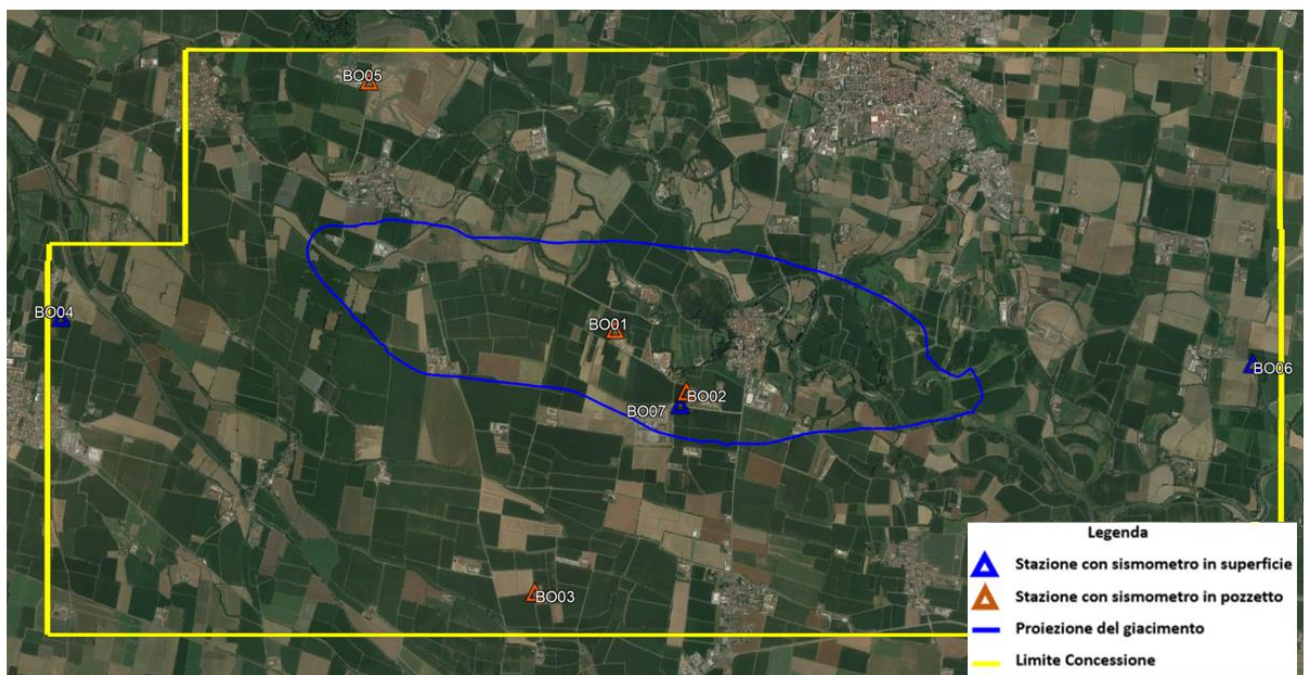 BO05
BO04
BO01
BO06
BO02
BO07
BO03
Legenda
Stazione con sismometro in superficie
Stazione con sismometro in pozzetto
Proiezione del giacimento
Limite Concessione